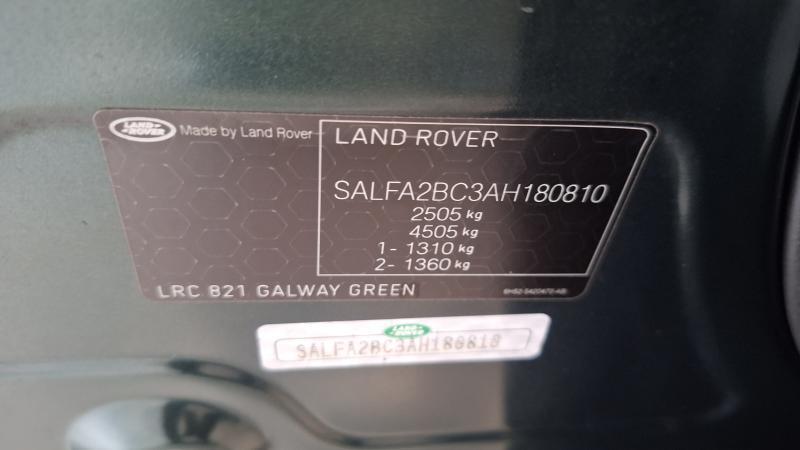 LAND ROVER
Made by Land Rover
LAND ROVER
SALFA2BC3AH180810
2505 kg
4505 kg
1- 1310 kg
2- 1360 kg
LRC 821 GALWAY GREEN
LAND ROVER
SALFA2BC3AH180810